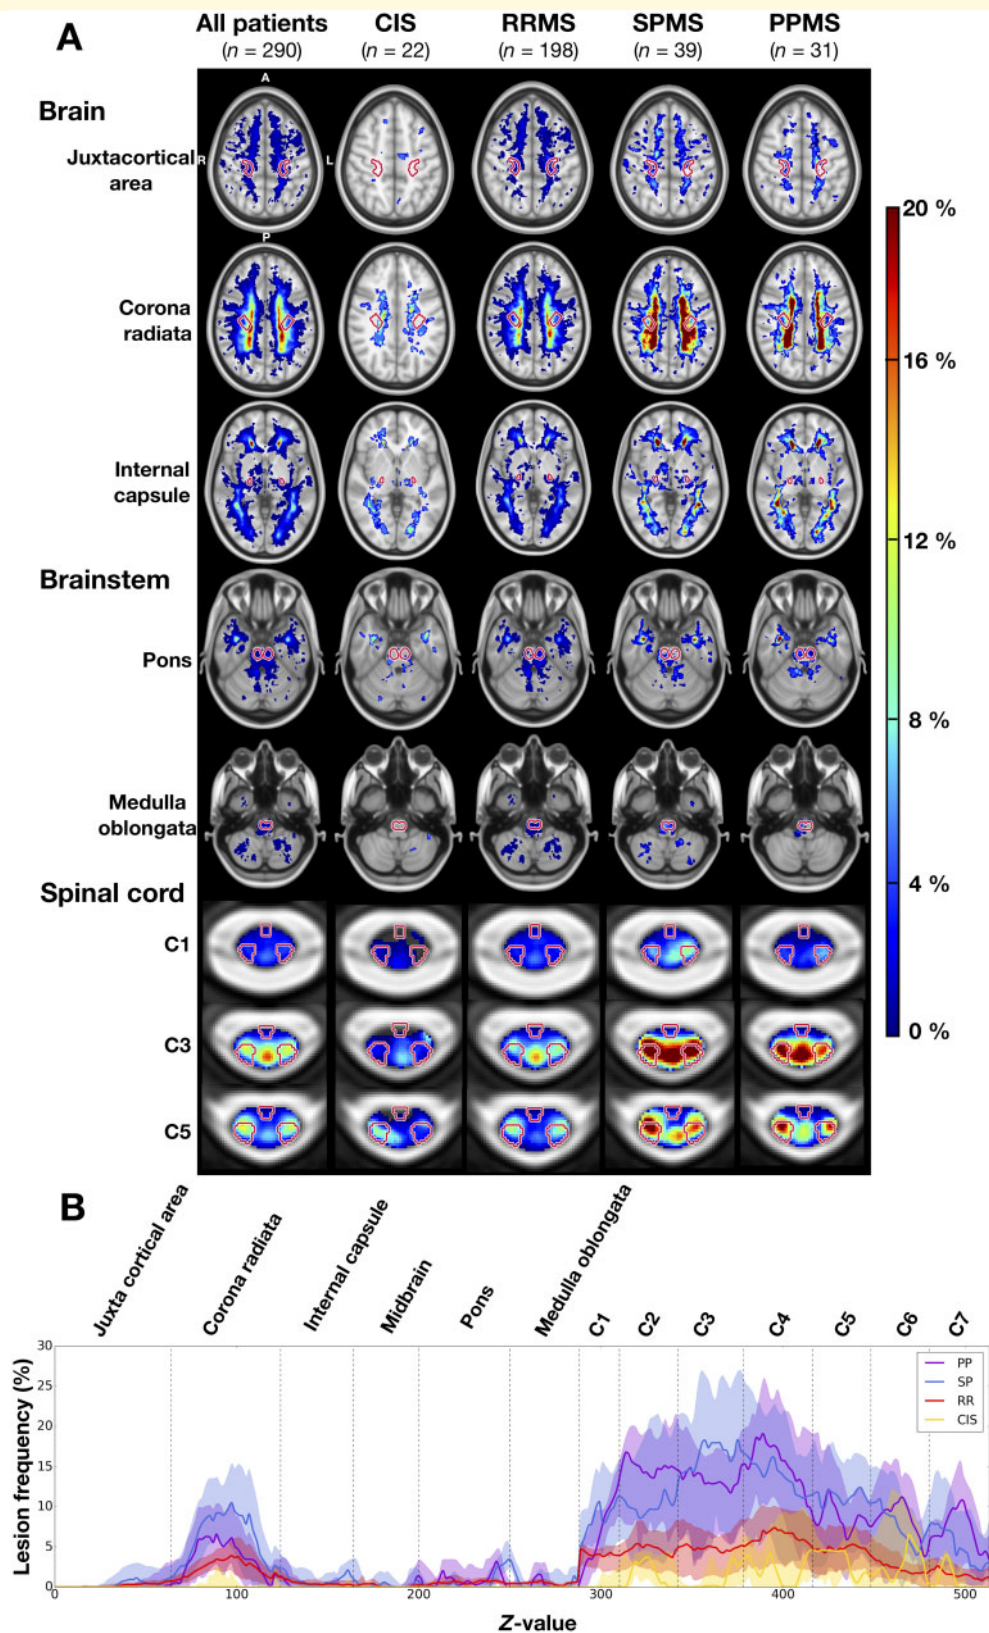 A
All patients CIS RRMS SPMS PPMS
(n = 290) (n = 22) (n = 198) (n = 39) (n = 31)
A
Brain
Juxtacortical
area
R
L
P
20 %
Corona
radiata
16 %
Internal
capsule
12 %
Brainstem
Pons
8 %
Medulla
oblongata
4 %
Spinal cord
C1
0 %
C3
C5
B
Juxta cortical area
Corona radiata
Internal capsule
Midbrain
Pons
Medulla oblongata
C1
C2
C3
C4
C5
C6
C7
Lesion frequency (%)
30
25
20
15
10
5
0
PP
SP
RR
CIS
0 100 200 300 400 500
Z-value